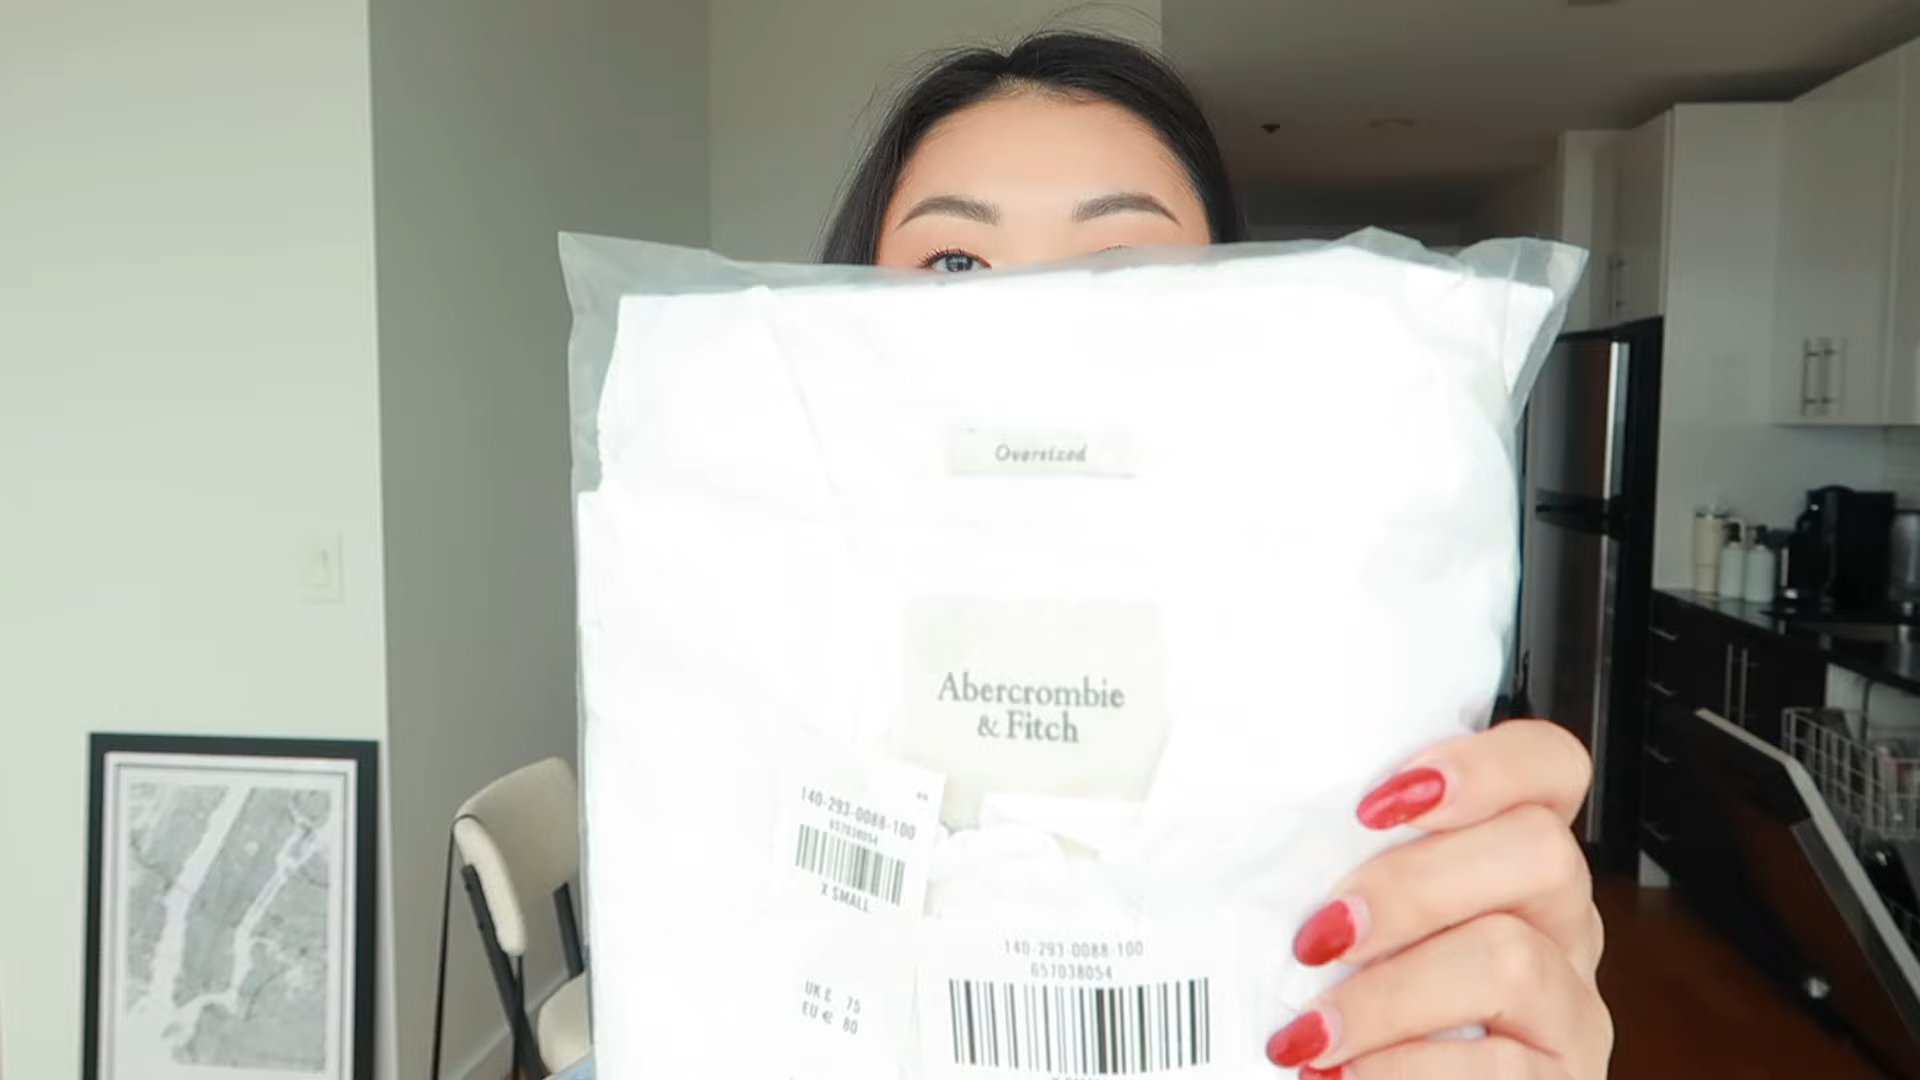 Oversized
Abercrombie
& Fitch
140-293-0088-100
657038054
X SMALL
UK £ 75
EU € 80
140-293-0088-100
657038054